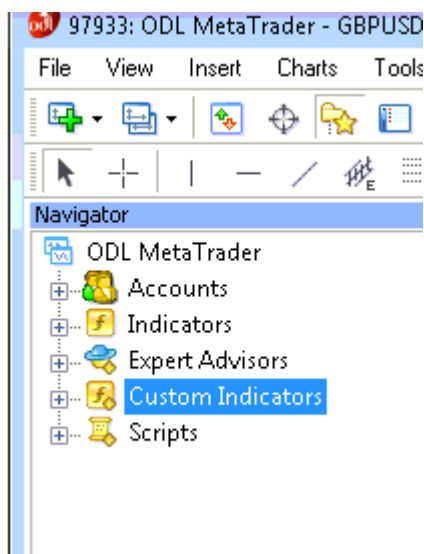 odl 97933: ODL MetaTrader - GBPUSD
File View Insert Charts Tools
E
Navigator
ODL MetaTrader
Accounts
Indicators
Expert Advisors
Custom Indicators
Scripts